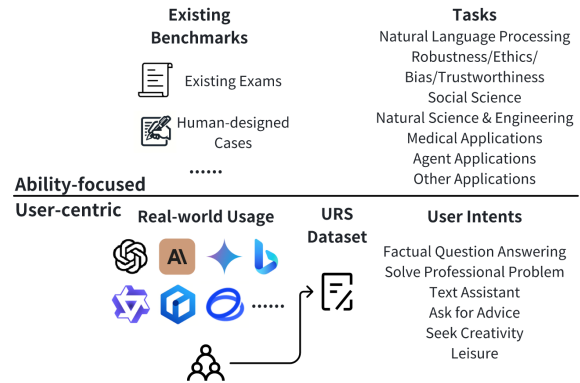 Existing
Benchmarks
Existing Exams
Human-designed
Cases
......
Tasks
Natural Language Processing
Robustness/Ethics/
Bias/Trustworthiness
Social Science
Natural Science & Engineering
Medical Applications
Agent Applications
Other Applications
Ability-focused
User-centric
Real-world Usage
AI
......
URS
Dataset
User Intents
Factual Question Answering
Solve Professional Problem
Text Assistant
Ask for Advice
Seek Creativity
Leisure